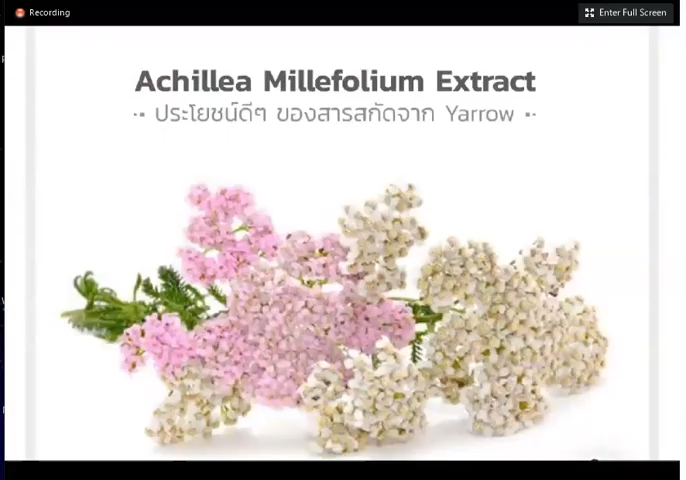 Recording
Enter Full Screen
Achillea Millefolium Extract
·· ประโยชน์ดีๆ ของสารสกัดจาก Yarrow ··